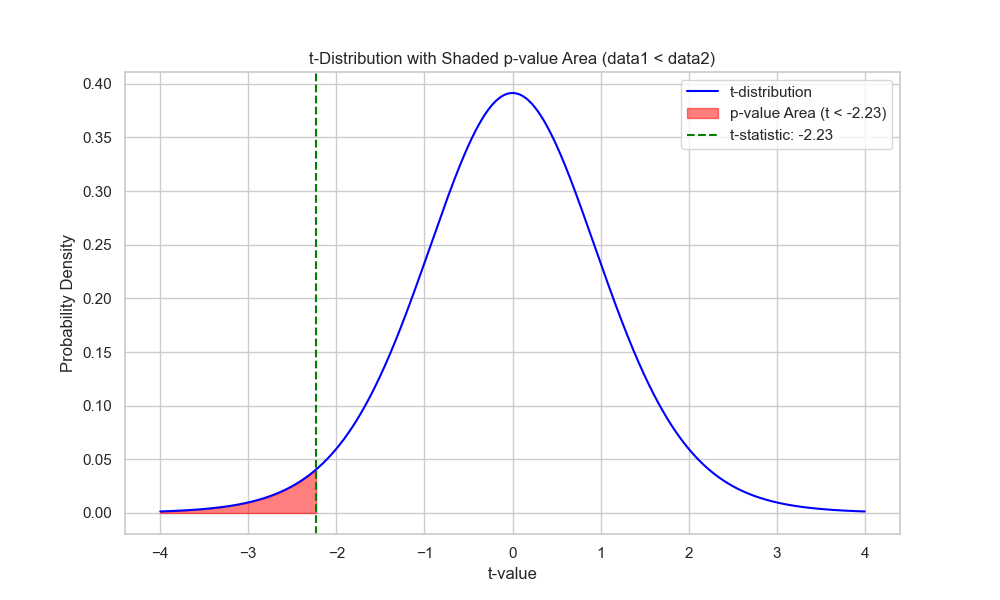 t-Distribution with Shaded p-value Area (data1 < data2)
t-distribution
p-value Area (t < -2.23)
t-statistic: -2.23
Probability Density
0.40
0.35
0.30
0.25
0.20
0.15
0.10
0.05
0.00
−4 −3 −2 −1 0 1 2 3 4
t-value